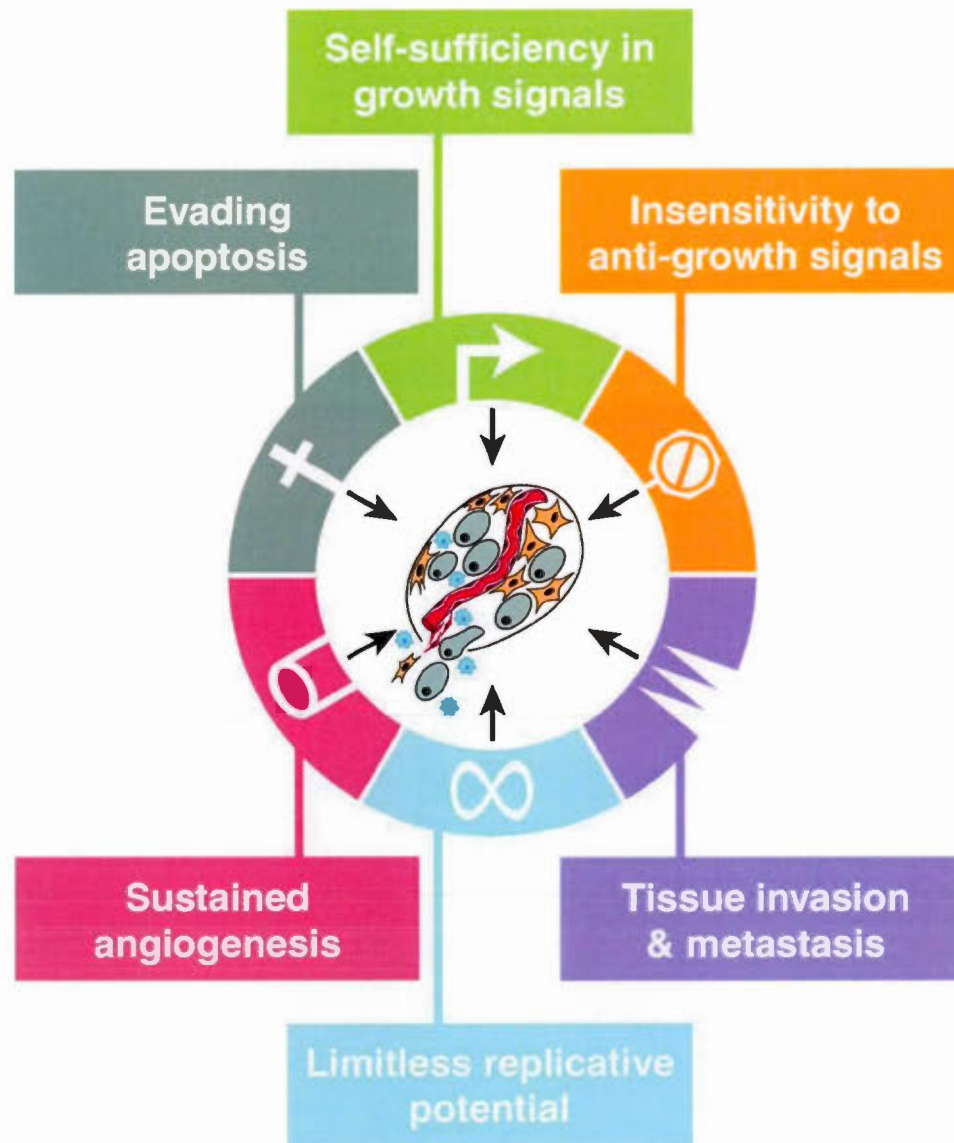 Self-sufficiency in
growth signals
Evading
apoptosis
Insensitivity to
anti-growth signals
Sustained
angiogenesis
Tissue invasion
& metastasis
Limitless replicative
potential